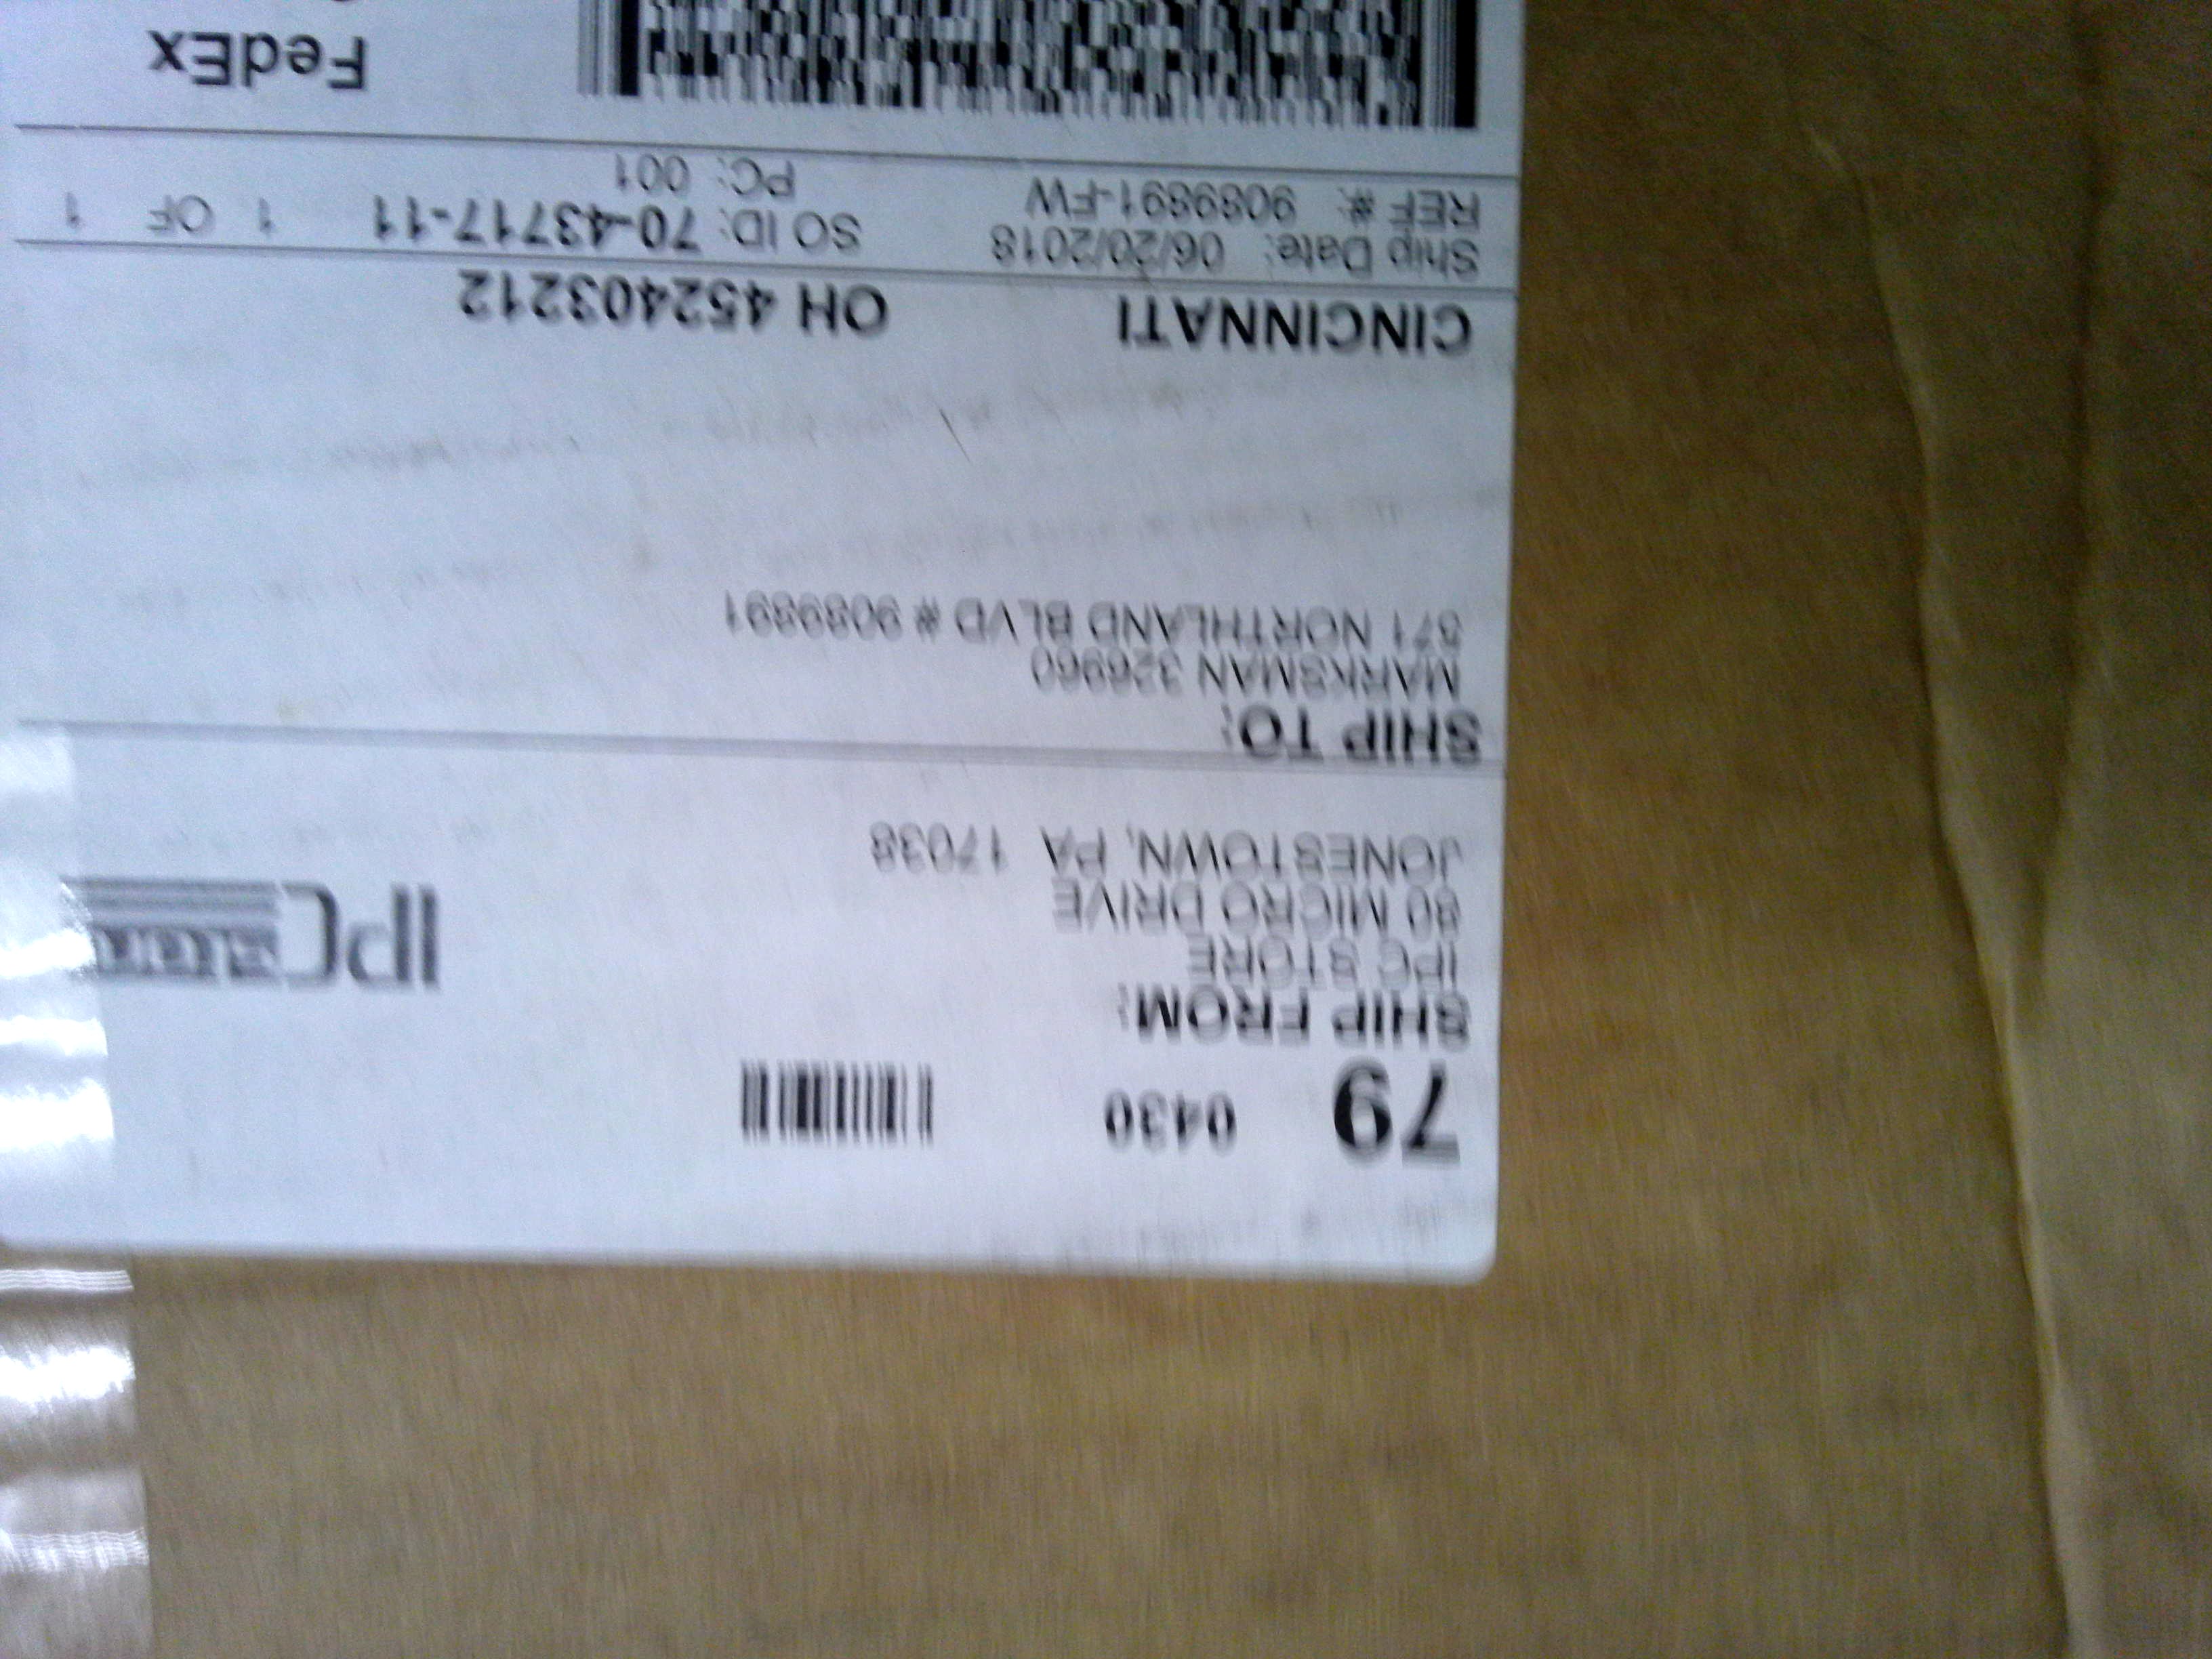 79 0430
SHIP FROM:
IPC STORE
80 MICRO DRIVE
JONESTOWN, PA 17038
IPC store
SHIP TO:
MARKSMAN 326960
571 NORTHLAND BLVD # 9089891
CINCINNATI OH 452403212
Ship Date: 06/20/2018 SO ID: 70-43717-11 1 OF 1
REF #: 9089891-FW PC: 001
FedEx